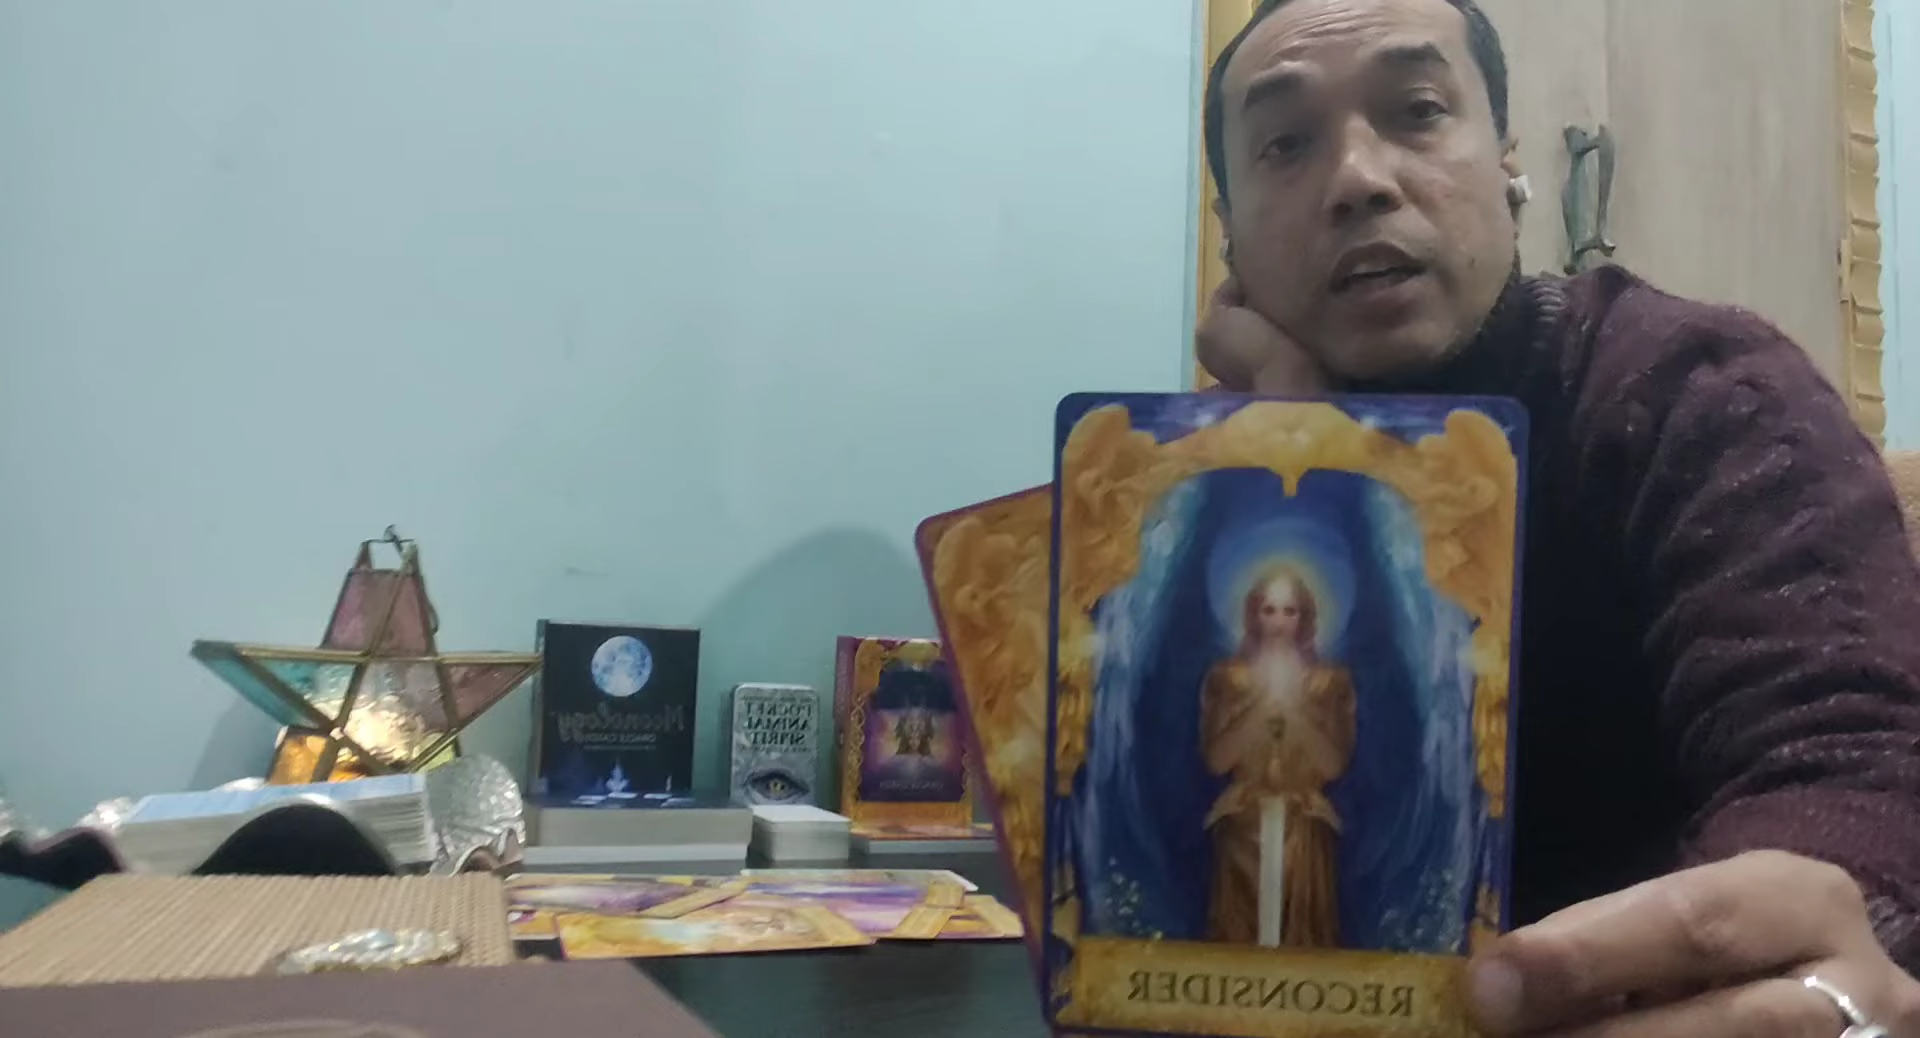 Moonology
ORACLE CARDS
POCKET
ANIMAL
SPIRIT
RECONSIDER